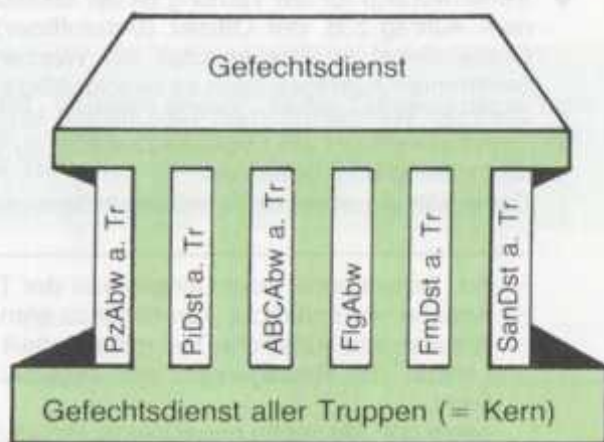 Gefechtsdienst
PzAbw a. Tr
PiDst a. Tr
ABCAbw a. Tr
FlgAbw
FmDst a. Tr
SanDst a. Tr
Gefechtsdienst aller Truppen (= Kern)